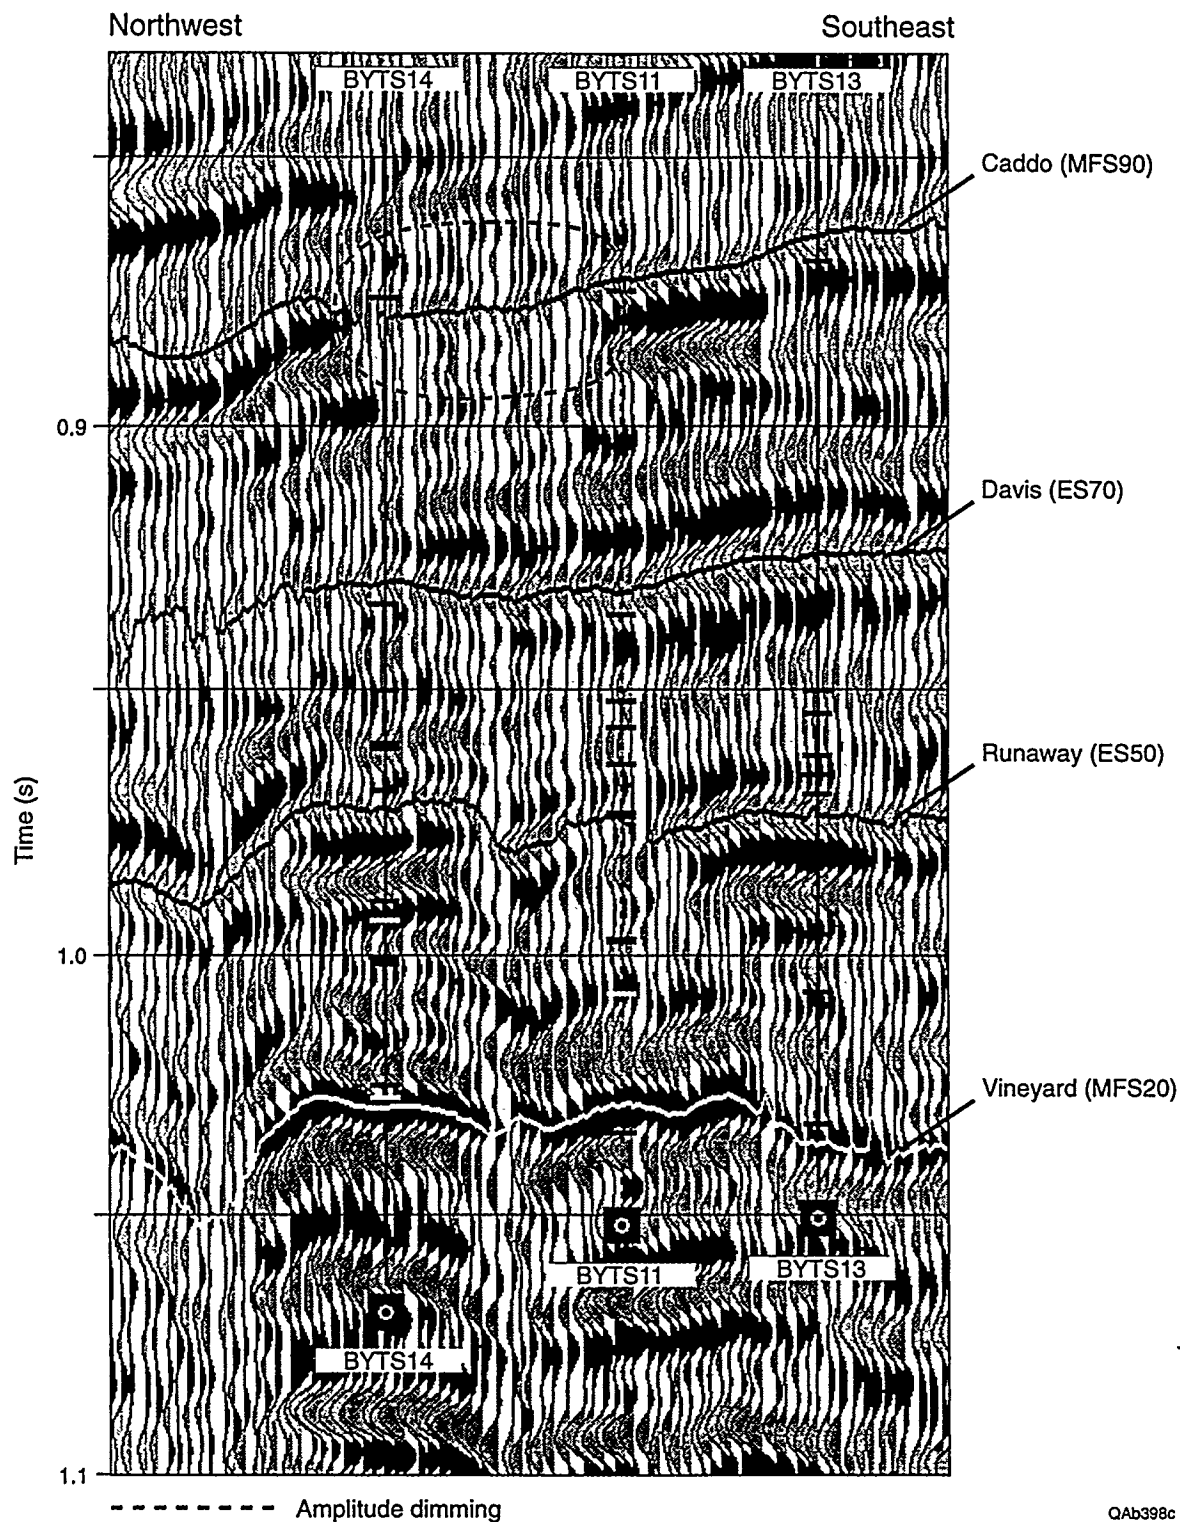 Northwest Southeast
BYTS14 BYTS11 BYTS13
Caddo (MFS90)
0.9
Davis (ES70)
Runaway (ES50)
Time (s)
1.0
Vineyard (MFS20)
BYTS11 BYTS13
BYTS14
1.1
Amplitude dimming
QAb398c